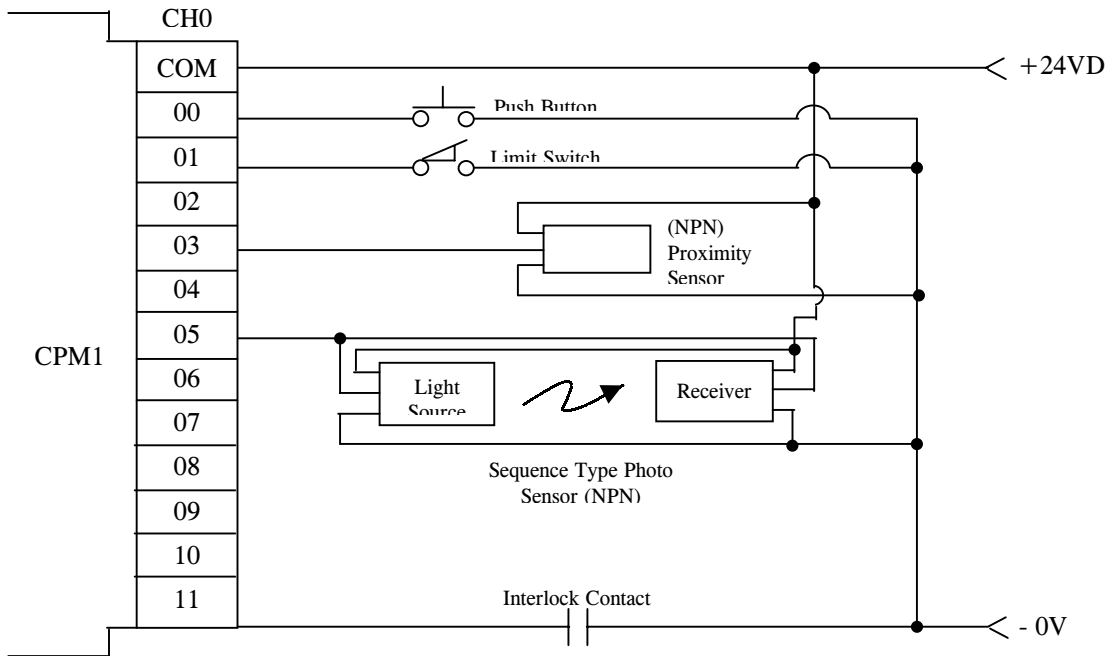 CH0
COM
+24VD
00
Push Button
01
Limit Switch
02
(NPN)
03
Proximity
Sensor
04
05
CPM1
06
Light
Source
Receiver
07
08
Sequence Type Photo
Sensor (NPN)
09
10
11
Interlock Contact
- 0V